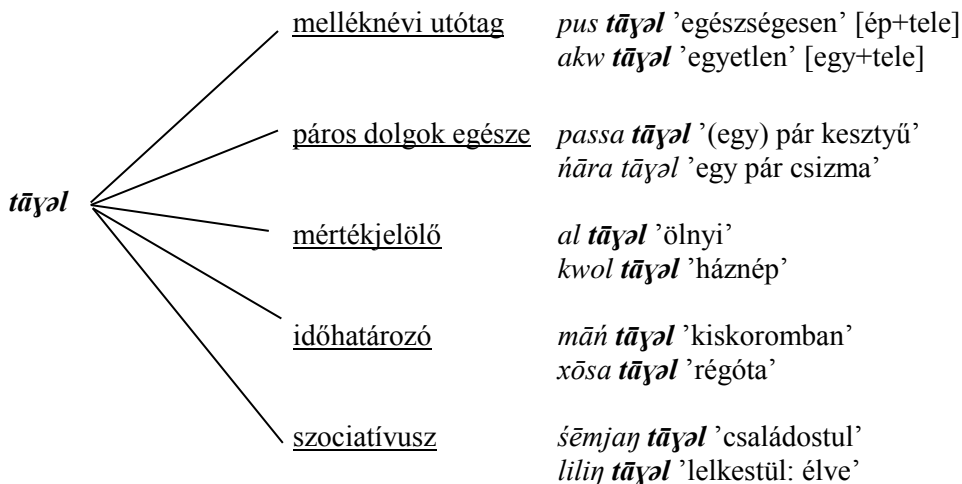 melléknévi utótag pus tāɣəl ’egészségesen’ [ép+tele]
akw tāɣəl ’egyetlen’ [egy+tele]
páros dolgok egésze passa tāɣəl ’(egy) pár kesztyű’
ńāra tāɣəl ’egy pár csizma’
tāɣəl
mértékjelölő al tāɣəl ’ölnyi’
kwol tāɣəl ’háznép’
időhatározó māń tāɣəl ’kiskoromban’
xōsa tāɣəl ’régóta’
szociatívusz śēmjaŋ tāɣəl ’családostul’
liliŋ tāɣəl ’lelkestül: élve’